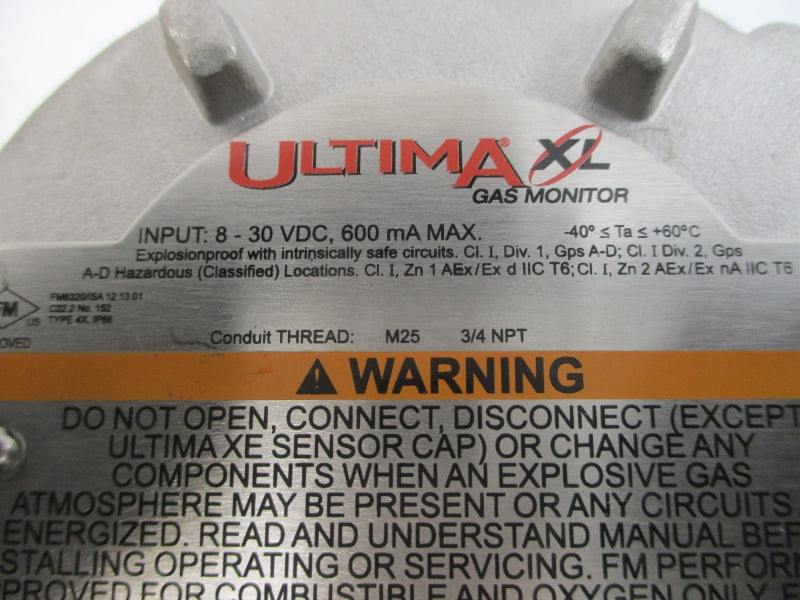 ULTIMA® XL
GAS MONITOR
INPUT: 8 - 30 VDC, 600 mA MAX. -40° ≤ Ta ≤ +60°C
Explosionproof with intrinsically safe circuits. Cl. I, Div. 1, Gps A-D; Cl. I Div. 2, Gps
A-D Hazardous (Classified) Locations. Cl. I, Zn 1 AEx/Ex d IIC T6; Cl. I, Zn 2 AEx/Ex nA IIC T6
FM
US
OVED
FM6320/ISA 12.13.01
C22.2 No. 152
TYPE 4X, IP66
Conduit THREAD: M25 3/4 NPT
WARNING
DO NOT OPEN, CONNECT, DISCONNECT (EXCEPT
ULTIMA XE SENSOR CAP) OR CHANGE ANY
COMPONENTS WHEN AN EXPLOSIVE GAS
ATMOSPHERE MAY BE PRESENT OR ANY CIRCUITS
ENERGIZED. READ AND UNDERSTAND MANUAL BEF
STALLING OPERATING OR SERVICING. FM PERFORM
PROVED FOR COMBUSTIBLE AND OXYGEN ONLY.